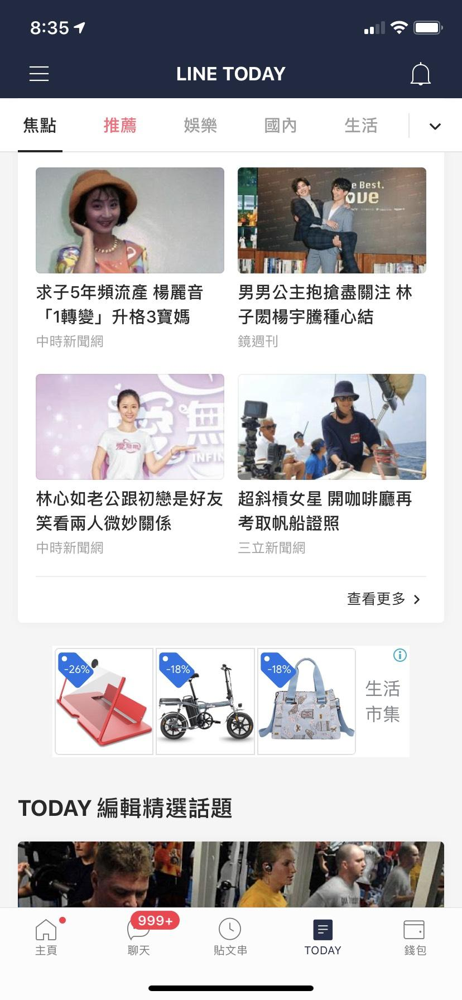 8:35
LINE TODAY
焦點 推薦 娛樂 國內 生活
e Best.
ove
求子5年頻流產 楊麗音
「1轉變」升格3寶媽
中時新聞網
男男公主抱搶盡關注 林
子閎楊宇騰種心結
鏡週刊
愛無
INFIN
林心如老公跟初戀是好友
笑看兩人微妙關係
中時新聞網
超斜槓女星 開咖啡廳再
考取帆船證照
三立新聞網
查看更多
-26%
-18%
-18%
生活
市集
TODAY 編輯精選話題
999+
主頁 聊天 貼文串 TODAY 錢包